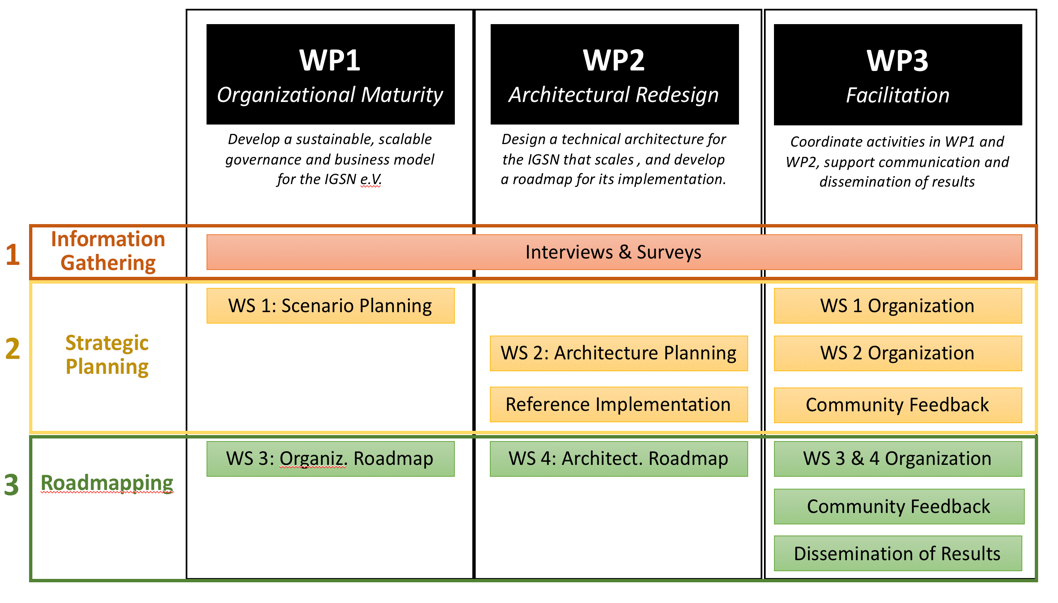 WP1
Organizational Maturity
Develop a sustainable, scalable
governance and business model
for the IGSN e.V.
WP2
Architectural Redesign
Design a technical architecture for
the IGSN that scales , and develop
a roadmap for its implementation.
WP3
Facilitation
Coordinate activities in WP1 and
WP2, support communication and
dissemination of results
1
Information
Gathering
Interviews & Surveys
2
Strategic
Planning
WS 1: Scenario Planning
WS 1 Organization
WS 2: Architecture Planning
WS 2 Organization
Reference Implementation
Community Feedback
3
Roadmapping
WS 3: Organiz. Roadmap
WS 4: Architect. Roadmap
WS 3 & 4 Organization
Community Feedback
Dissemination of Results